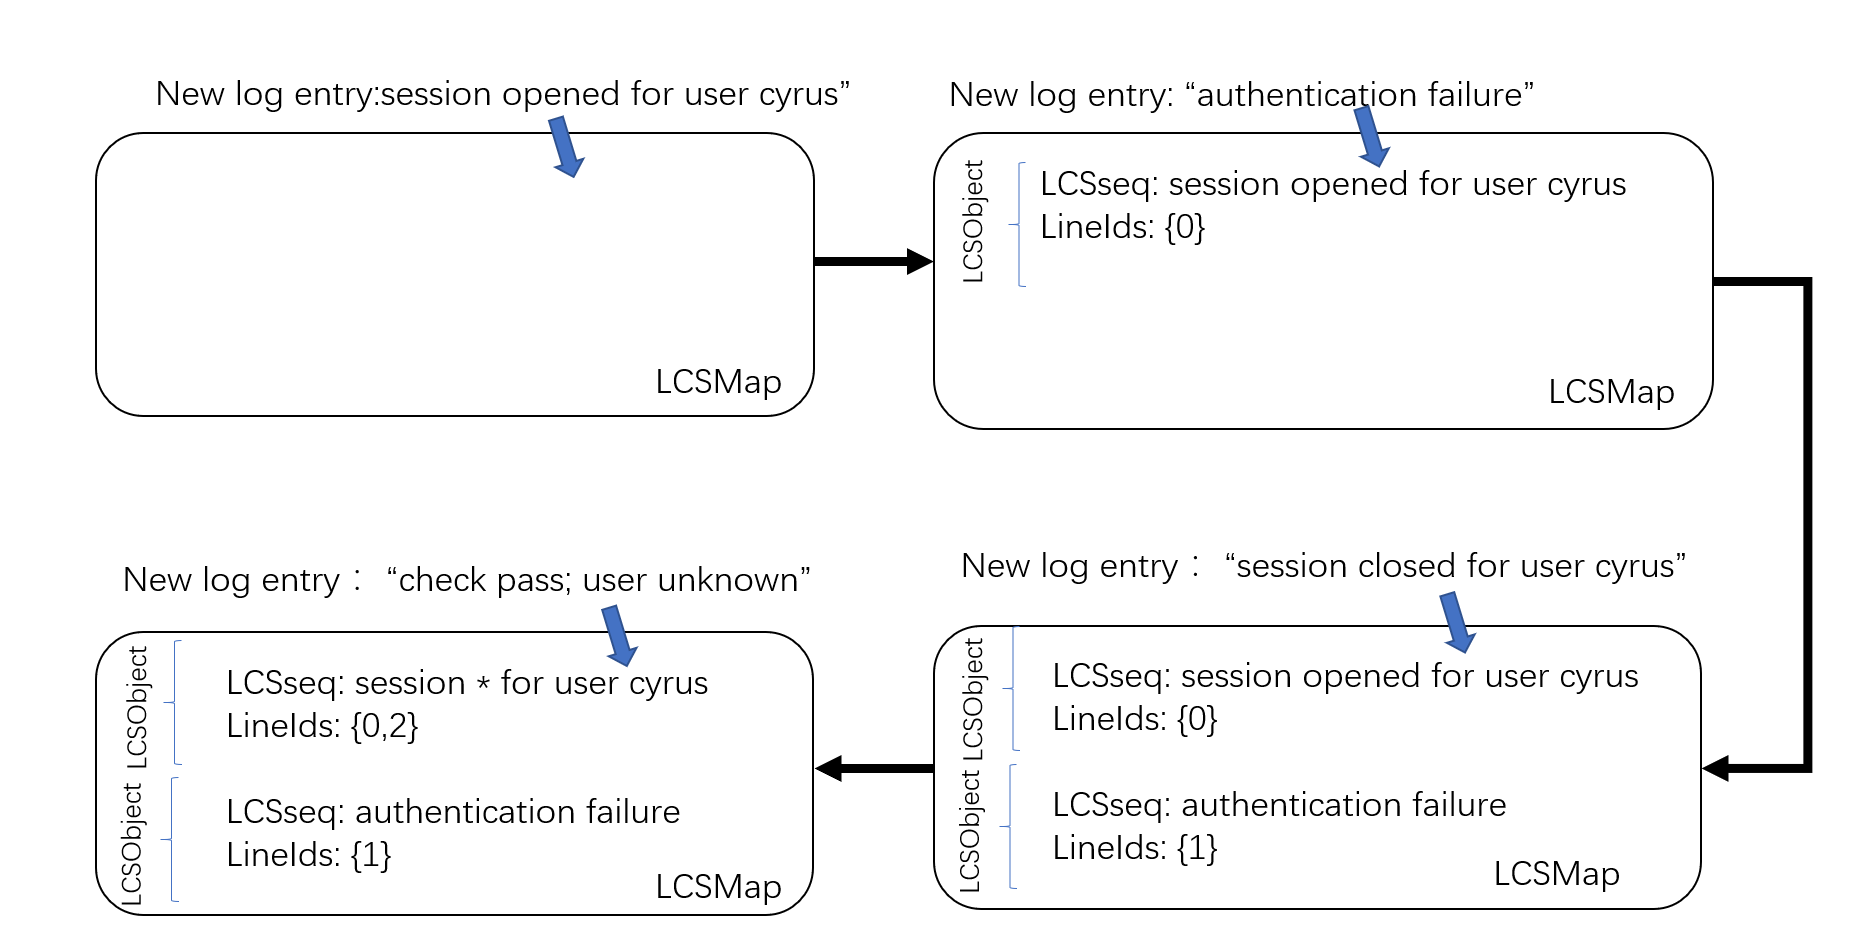 New log entry:session opened for user cyrus”
LCSMap
New log entry: “authentication failure”
LCSObject
LCSseq: session opened for user cyrus
LineIds: {0}
LCSMap
New log entry： “session closed for user cyrus”
LCSObject
LCSseq: session opened for user cyrus
LineIds: {0}
LCSObject
LCSseq: authentication failure
LineIds: {1}
LCSMap
New log entry： “check pass; user unknown”
LCSObject
LCSseq: session * for user cyrus
LineIds: {0,2}
LCSObject
LCSseq: authentication failure
LineIds: {1}
LCSMap